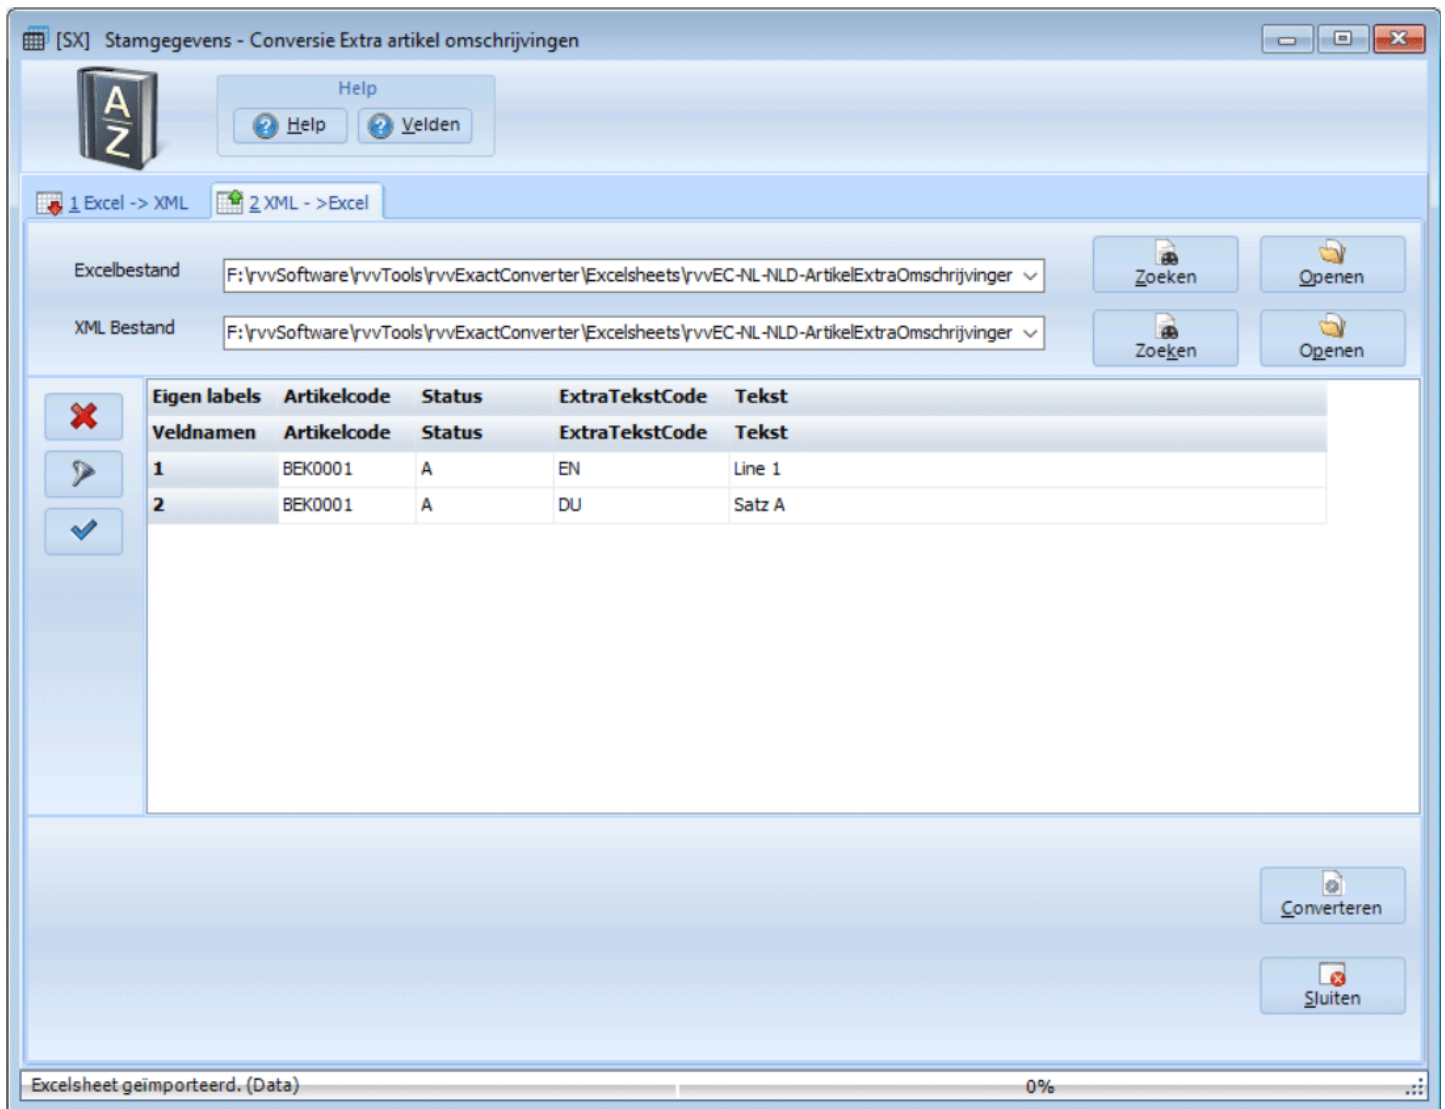 [SX] Stamgegevens - Conversie Extra artikel omschrijvingen
A
Z
Help
Help Velden
1 Excel -> XML 2 XML - >Excel
Excelbestand F:\rvvSoftware\rvvTools\rvvExactConverter\Excelsheets\rvvEC-NL-NLD-ArtikelExtraOmschrijvinger Zoeken Openen
XML Bestand F:\rvvSoftware\rvvTools\rvvExactConverter\Excelsheets\rvvEC-NL-NLD-ArtikelExtraOmschrijvinger Zoeken Openen
Eigen labels Artikelcode Status ExtraTekstCode Tekst
Veldnamen Artikelcode Status ExtraTekstCode Tekst
1 BEK0001 A EN Line 1
2 BEK0001 A DU Satz A
Converteren
Sluiten
Excelsheet geïmporteerd. (Data) 0%